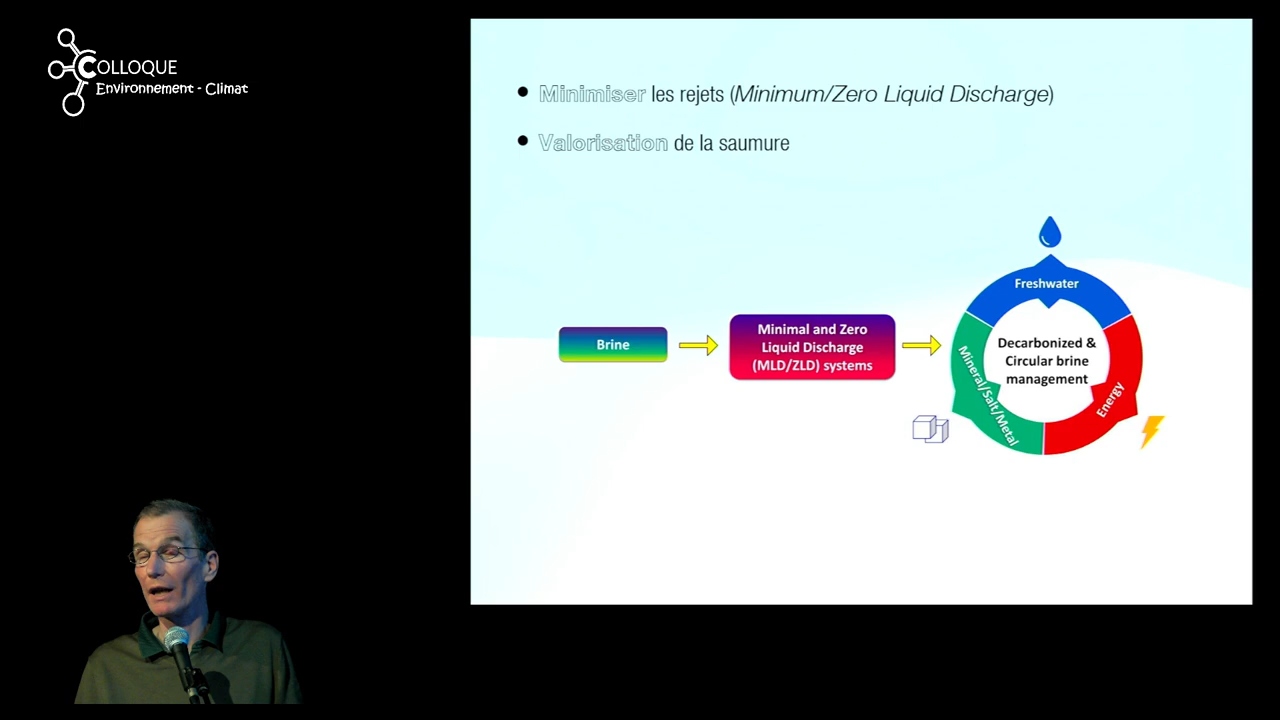 COLLOQUE
Environnement - Climat
• Minimiser les rejets (Minimum/Zero Liquid Discharge)
• Valorisation de la saumure
Freshwater
Brine
Minimal and Zero
Liquid Discharge
(MLD/ZLD) systems
Decarbonized &
Circular brine
management
Mineral/Salt/Metal
Energy